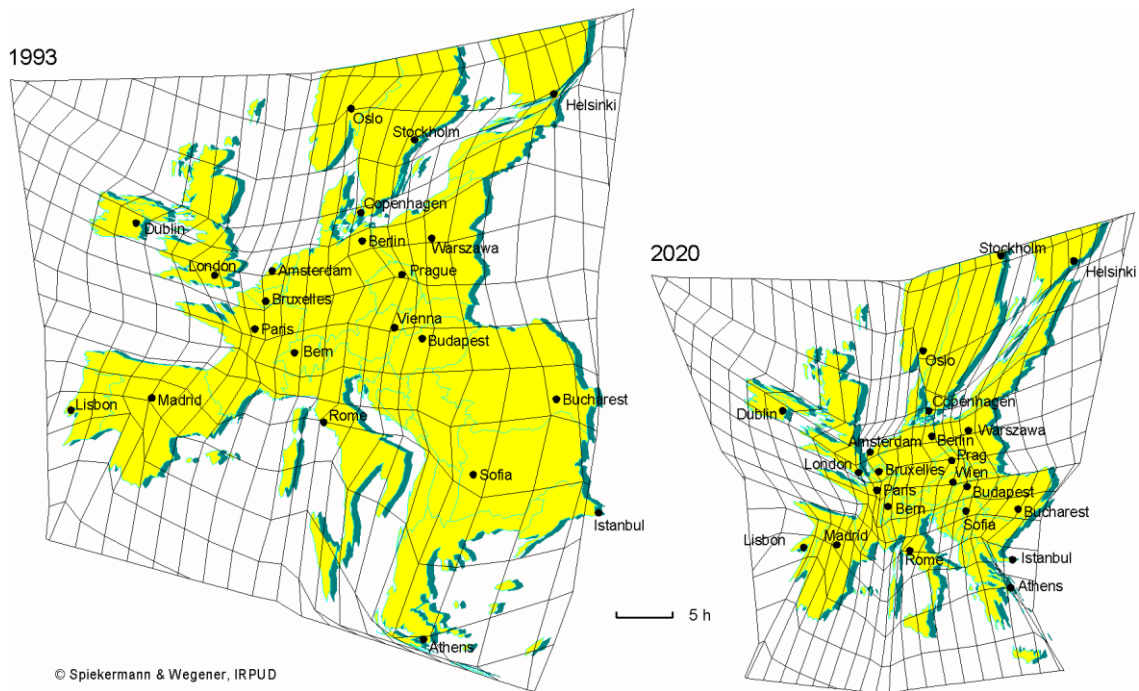 1993
Oslo
Helsinki
Stockholm
Copenhagen
Dublin
Berlin
Warszawa
London
Amsterdam
Prague
Bruxelles
Paris
Vienna
Budapest
Bern
Lisbon
Madrid
Rome
Bucharest
Sofia
Istanbul
Athens
2020
Stockholm
Helsinki
Oslo
Dublin
Copenhagen
Amsterdam
Berlin
Warszawa
London
Bruxelles
Prag
Wien
Paris
Budapest
Bern
Sofia
Bucharest
Lisbon
Madrid
Rome
Istanbul
Athens
5 h
© Spiekermann & Wegener, IRPUD